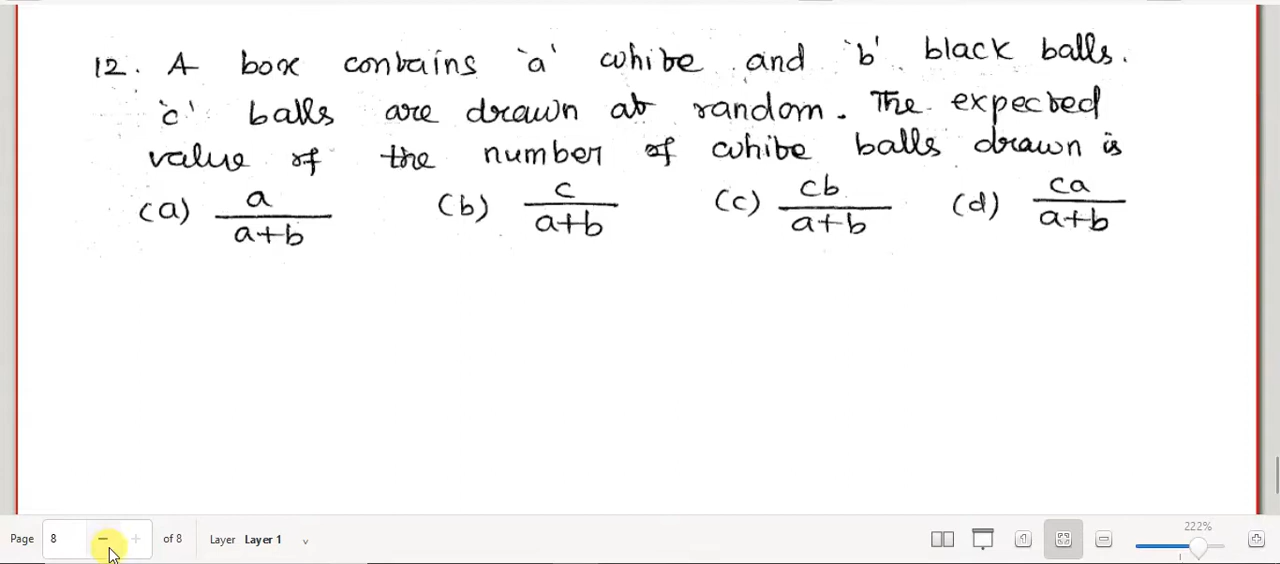 12. A box contains 'a' white and 'b' black balls.
'c' balls are drawn at random. The expected
value of the number of white balls drawn is
(a) a/a+b (b) c/a+b (c) cb/a+b (d) ca/a+b
Page 8 of 8 Layer Layer 1 222%